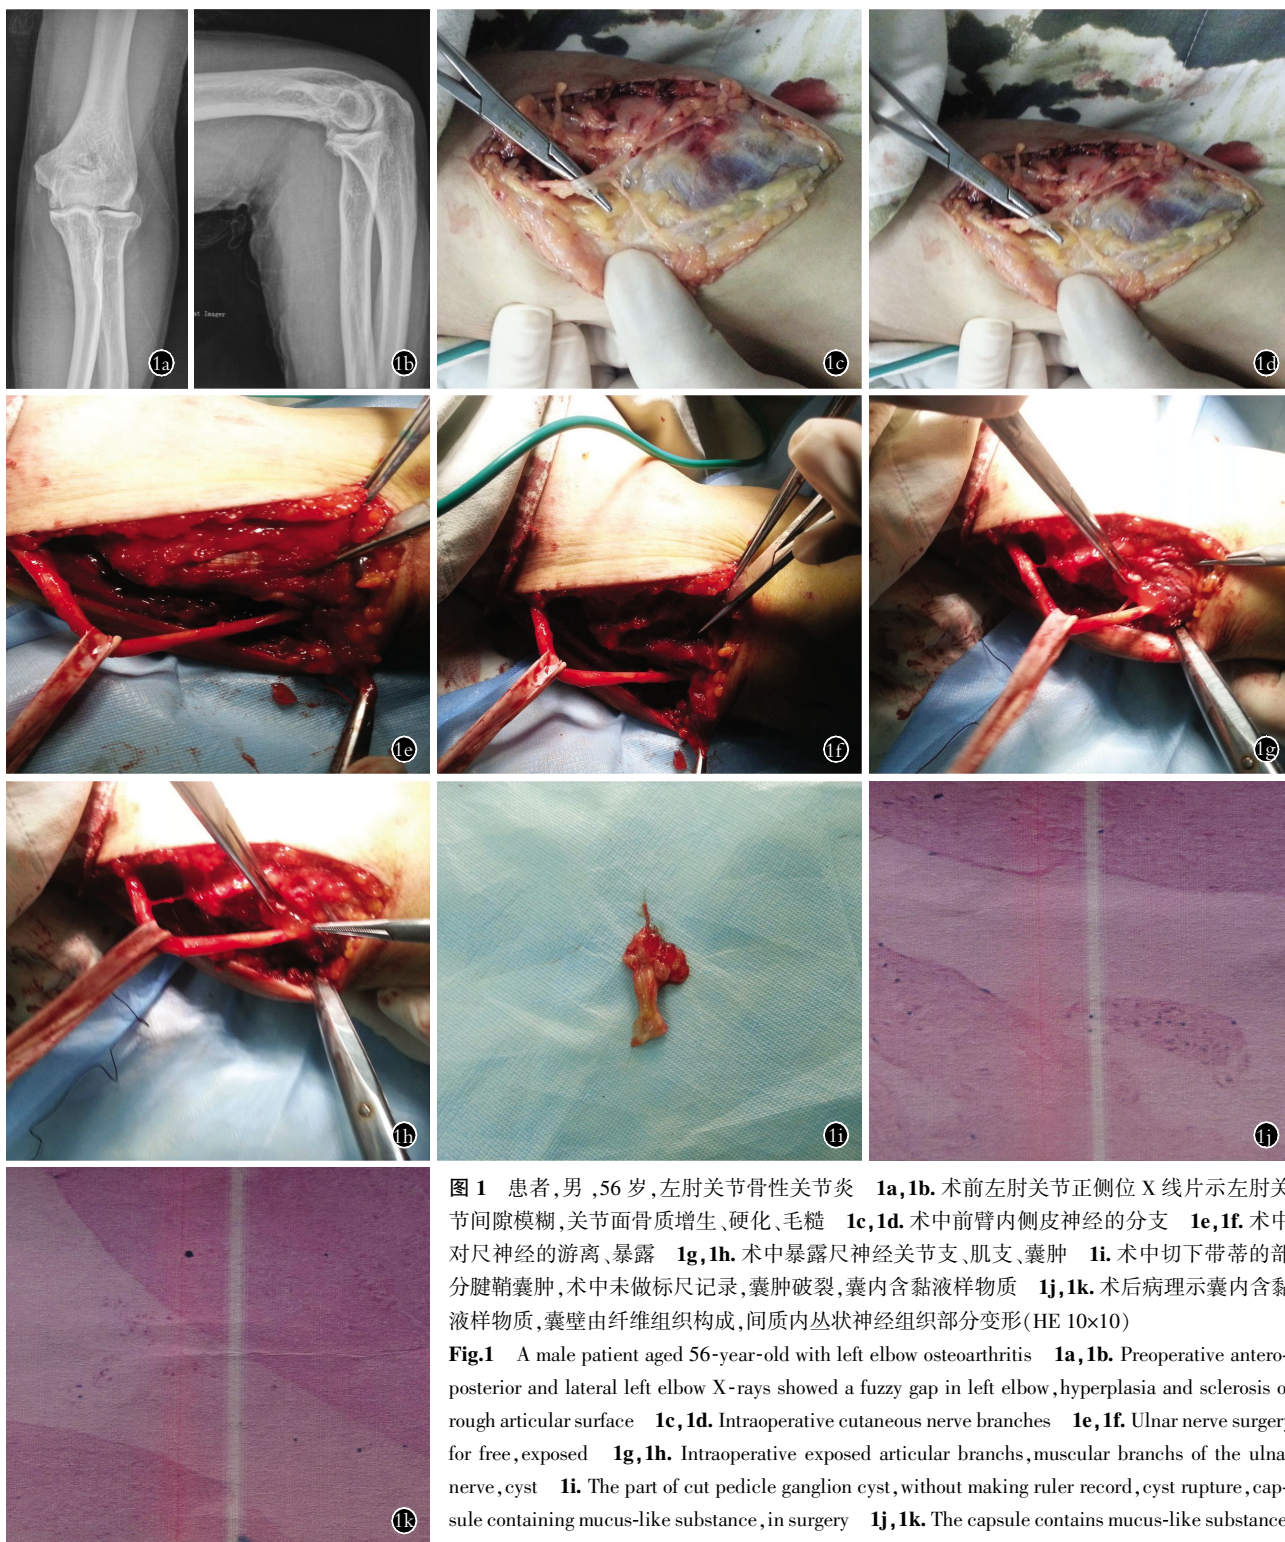 1a
1b
st Imager
1c
1d
1e
1f
1g
1h
1i
1j
1k
图 1 患者,男,56 岁,左肘关节骨性关节炎 1a,1b. 术前左肘关节正侧位 X 线片示左肘关
节间隙模糊,关节面骨质增生、硬化、毛糙 1c,1d. 术中前臂内侧皮神经的分支 1e,1f. 术中
对尺神经的游离、暴露 1g,1h. 术中暴露尺神经关节支、肌支、囊肿 1i. 术中切下带蒂的部
分腱鞘囊肿,术中未做标尺记录,囊肿破裂,囊内含黏液样物质 1j,1k. 术后病理示囊内含黏
液样物质,囊壁由纤维组织构成,间质内丛状神经组织部分变形(HE 10×10)
Fig.1 A male patient aged 56-year-old with left elbow osteoarthritis 1a,1b. Preoperative antero-
posterior and lateral left elbow X-rays showed a fuzzy gap in left elbow,hyperplasia and sclerosis o
rough articular surface 1c,1d. Intraoperative cutaneous nerve branches 1e,1f. Ulnar nerve surger
for free,exposed 1g,1h. Intraoperative exposed articular branchs,muscular branchs of the ulna
nerve,cyst 1i. The part of cut pedicle ganglion cyst,without making ruler record,cyst rupture,cap-
sule containing mucus-like substance,in surgery 1j,1k. The capsule contains mucus-like substance